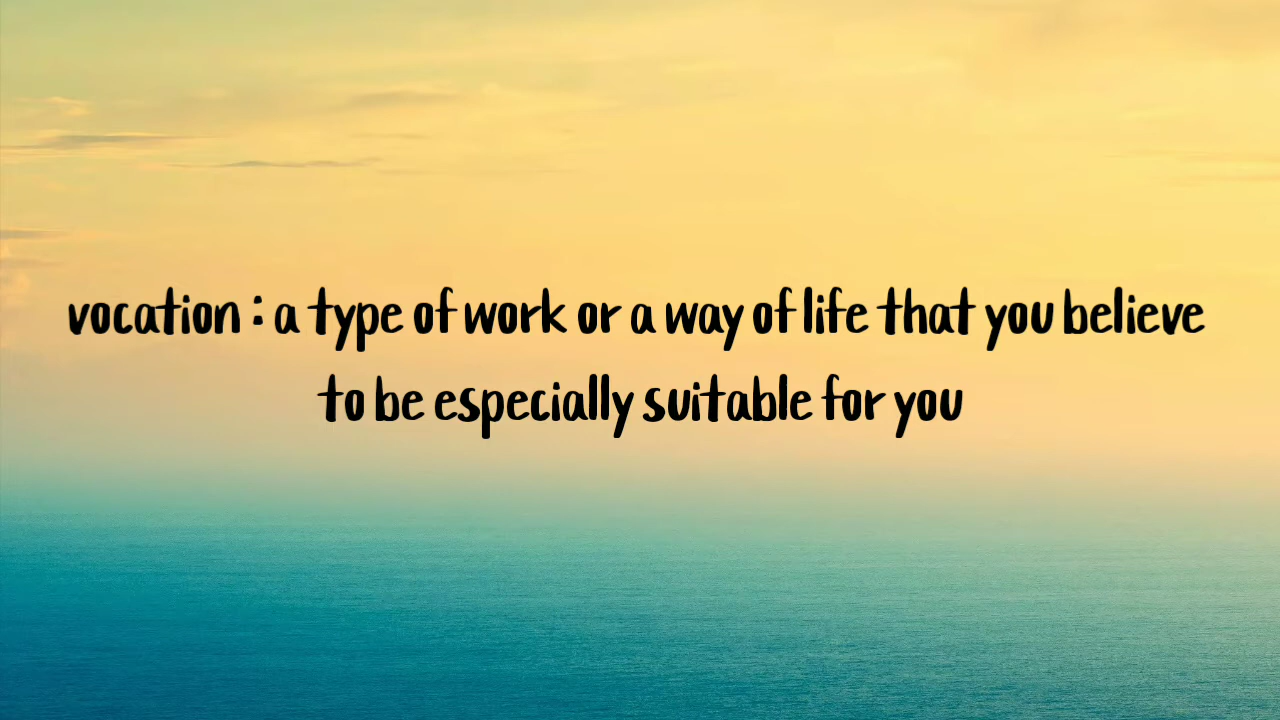 vocation : a type of work or a way of life that you believe
to be especially suitable for you